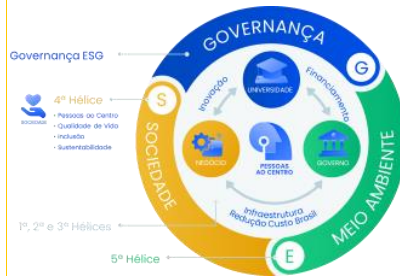 GOVERNANÇA
Governança ESG
G
UNIVERSIDADE
Inovação
Financiamento
4ª Hélice
S
SOCIEDADE
• Pessoas ao Centro
• Qualidade de Vida
• Inclusão
• Sustentabilidade
SOCIEDADE
NEGÓCIO
PESSOAS
AO CENTRO
GOVERNO
MEIO AMBIENTE
Infraestrutura
Redução Custo Brasil
1ª, 2ª e 3ª Hélices
5ª Hélice
E